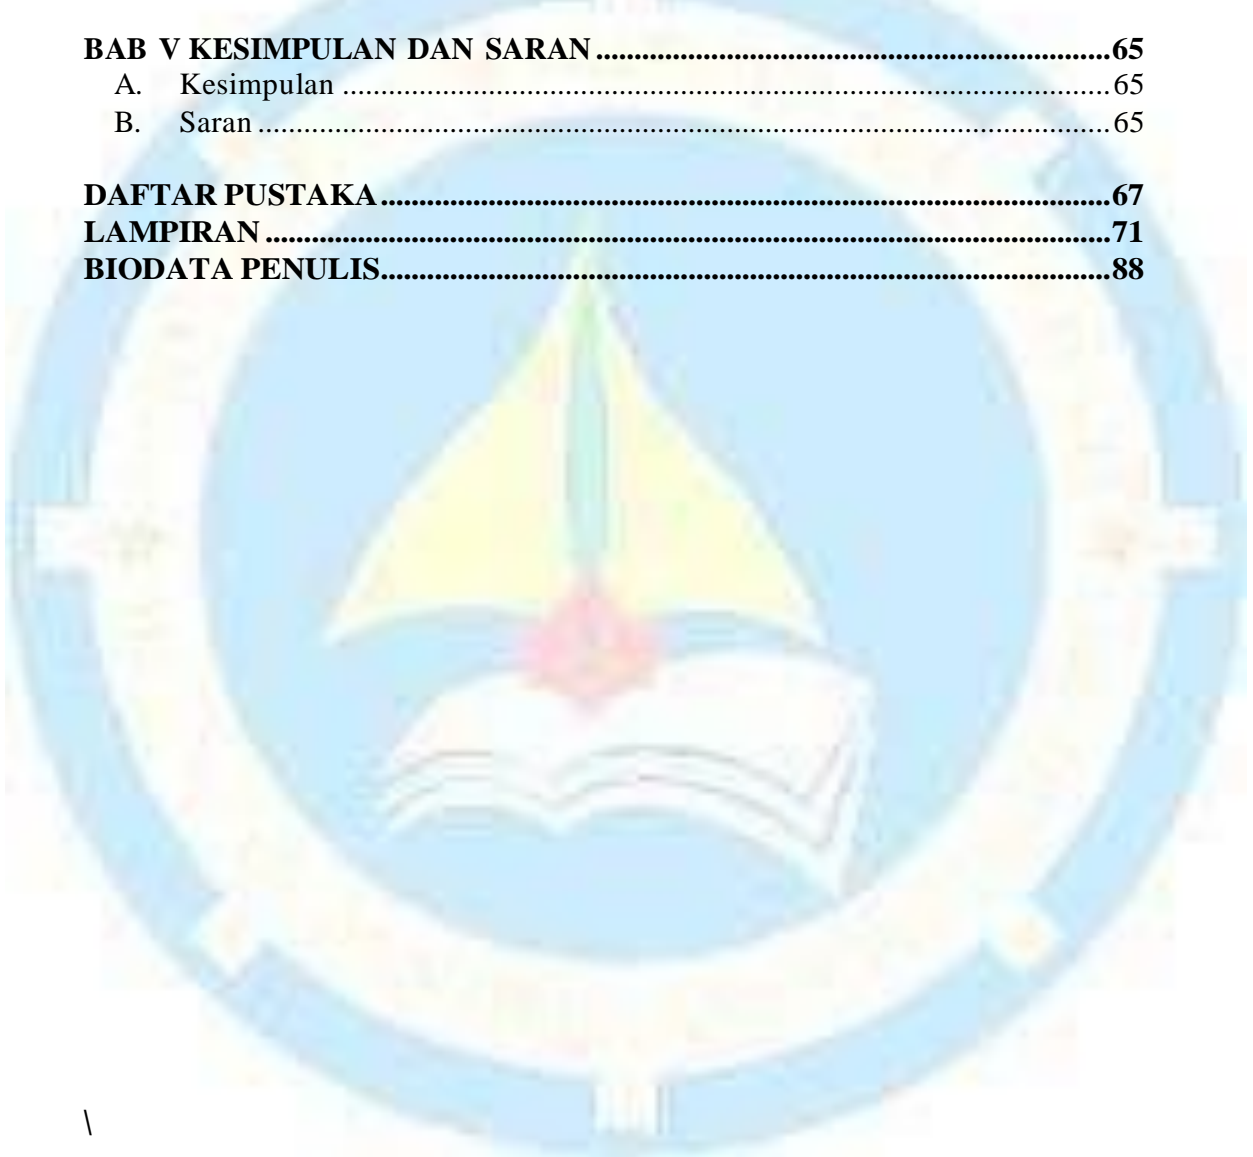 BAB V KESIMPULAN DAN SARAN ................................................................. 65
A. Kesimpulan ..................................................................................................... 65
B. Saran ................................................................................................................ 65
DAFTAR PUSTAKA ................................................................................................ 67
LAMPIRAN ............................................................................................................... 71
BIODATA PENULIS ................................................................................................ 88
\